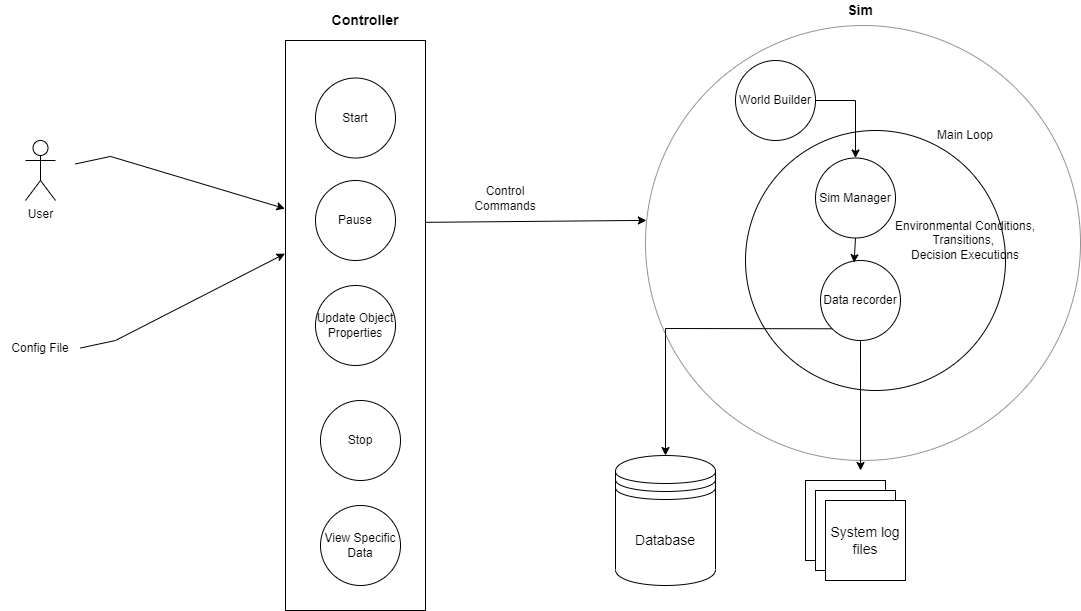 Controller
Sim
Start
Pause
Update Object
Properties
Stop
View Specific
Data
User
Config File
Control
Commands
World Builder
Main Loop
Sim Manager
Environmental Conditions,
Transitions,
Decision Executions
Data recorder
Database
System log
files